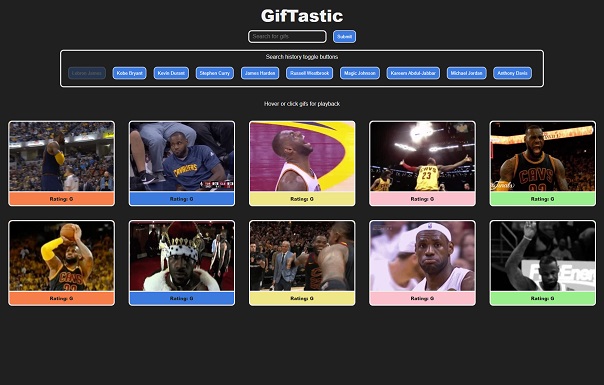 GifTastic
Search for gifs
Submit
Search history toggle buttons
Lebron James
Kobe Bryant
Kevin Durant
Stephen Curry
James Harden
Russell Westbrook
Magic Johnson
Kareem Abdul-Jabbar
Michael Jordan
Anthony Davis
Hover or click gifs for playback
CAVALIERS
CAVS
23
CAVS
Rating: G
Rating: G
Rating: G
Rating: G
Rating: G
Rating: G
Rating: G
Rating: G
Rating: G
Rating: G